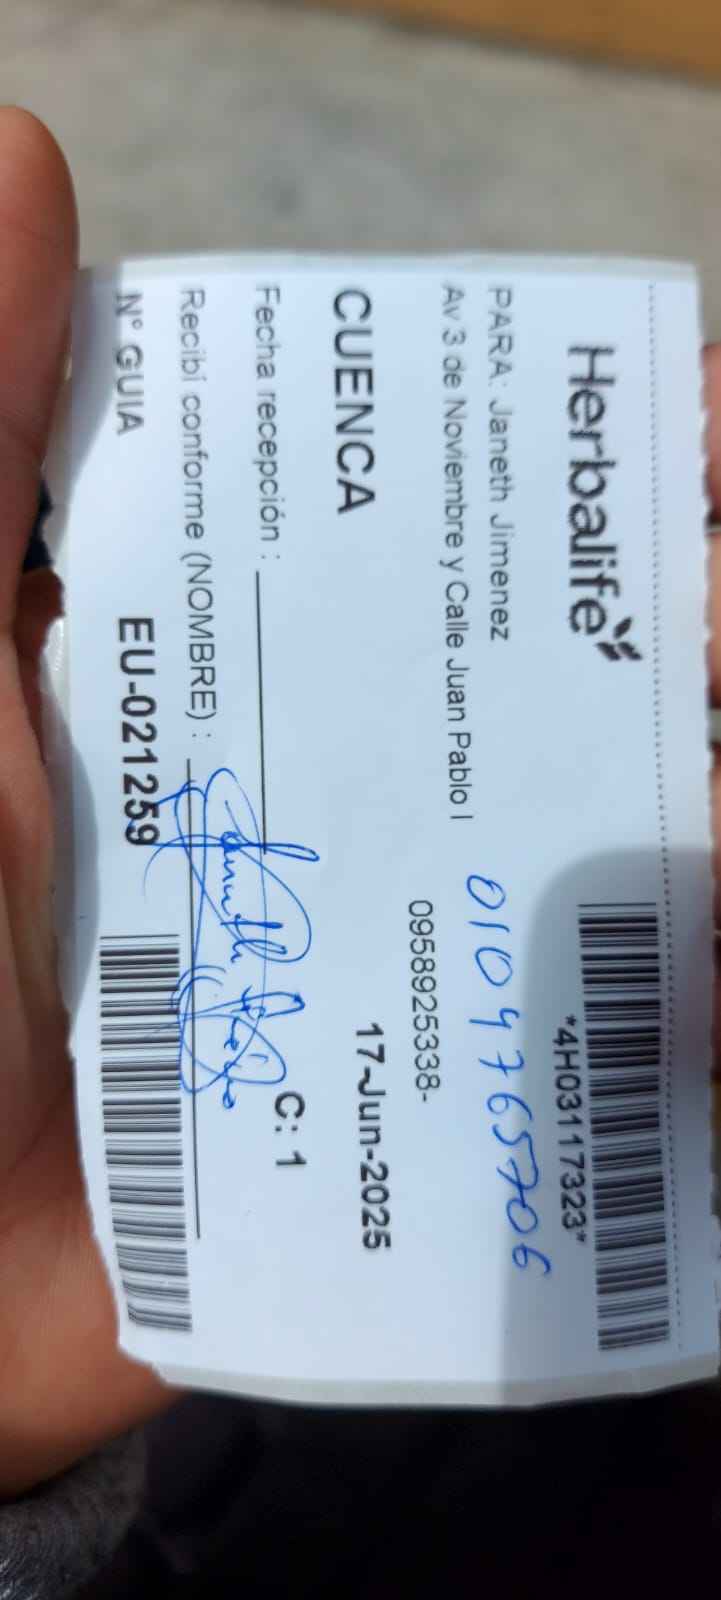 Herbalife
*4H03117323*
PARA: Janeth Jimenez
0104765706
Av 3 de Noviembre y Calle Juan Pablo I
0958925338-
CUENCA
17-Jun-2025
Fecha recepción :
C: 1
Recibí conforme (NOMBRE) :
N° GUIA
EU-021259